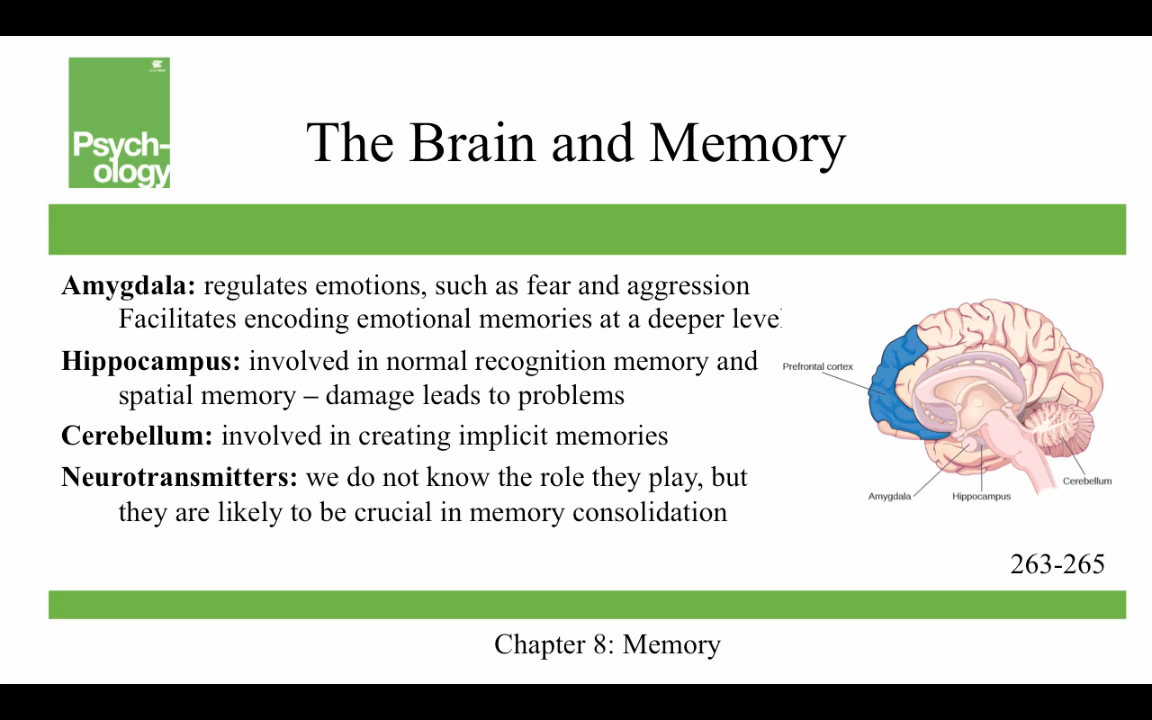 Psych-
ology
The Brain and Memory
Amygdala: regulates emotions, such as fear and aggression
Facilitates encoding emotional memories at a deeper leve
Hippocampus: involved in normal recognition memory and
spatial memory – damage leads to problems
Cerebellum: involved in creating implicit memories
Neurotransmitters: we do not know the role they play, but
they are likely to be crucial in memory consolidation
Prefrontal cortex
Cerebellum
Amygdala
Hippocampus
263-265
Chapter 8: Memory